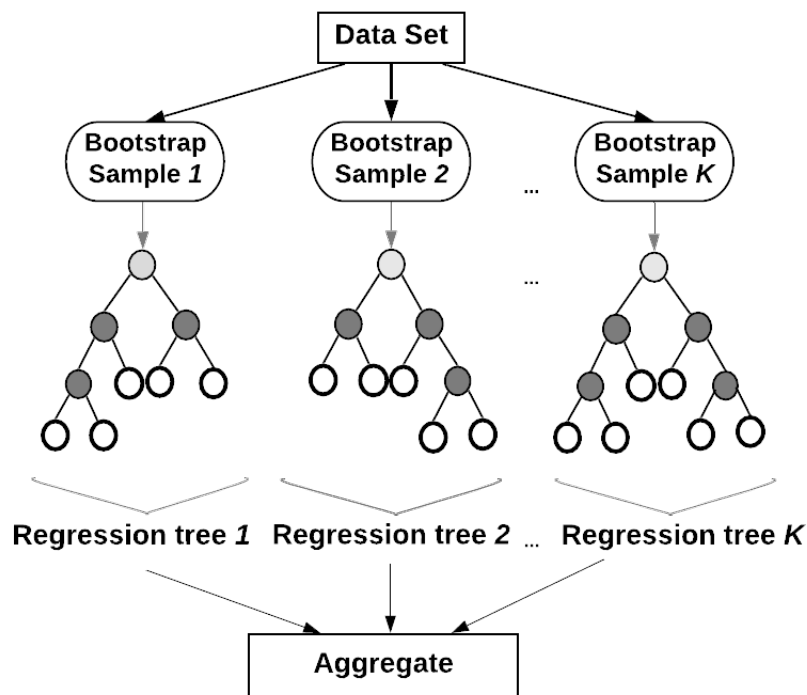 Data Set
Bootstrap
Sample 1
Bootstrap
Sample 2
...
Bootstrap
Sample K
...
Regression tree 1
Regression tree 2
...
Regression tree K
Aggregate